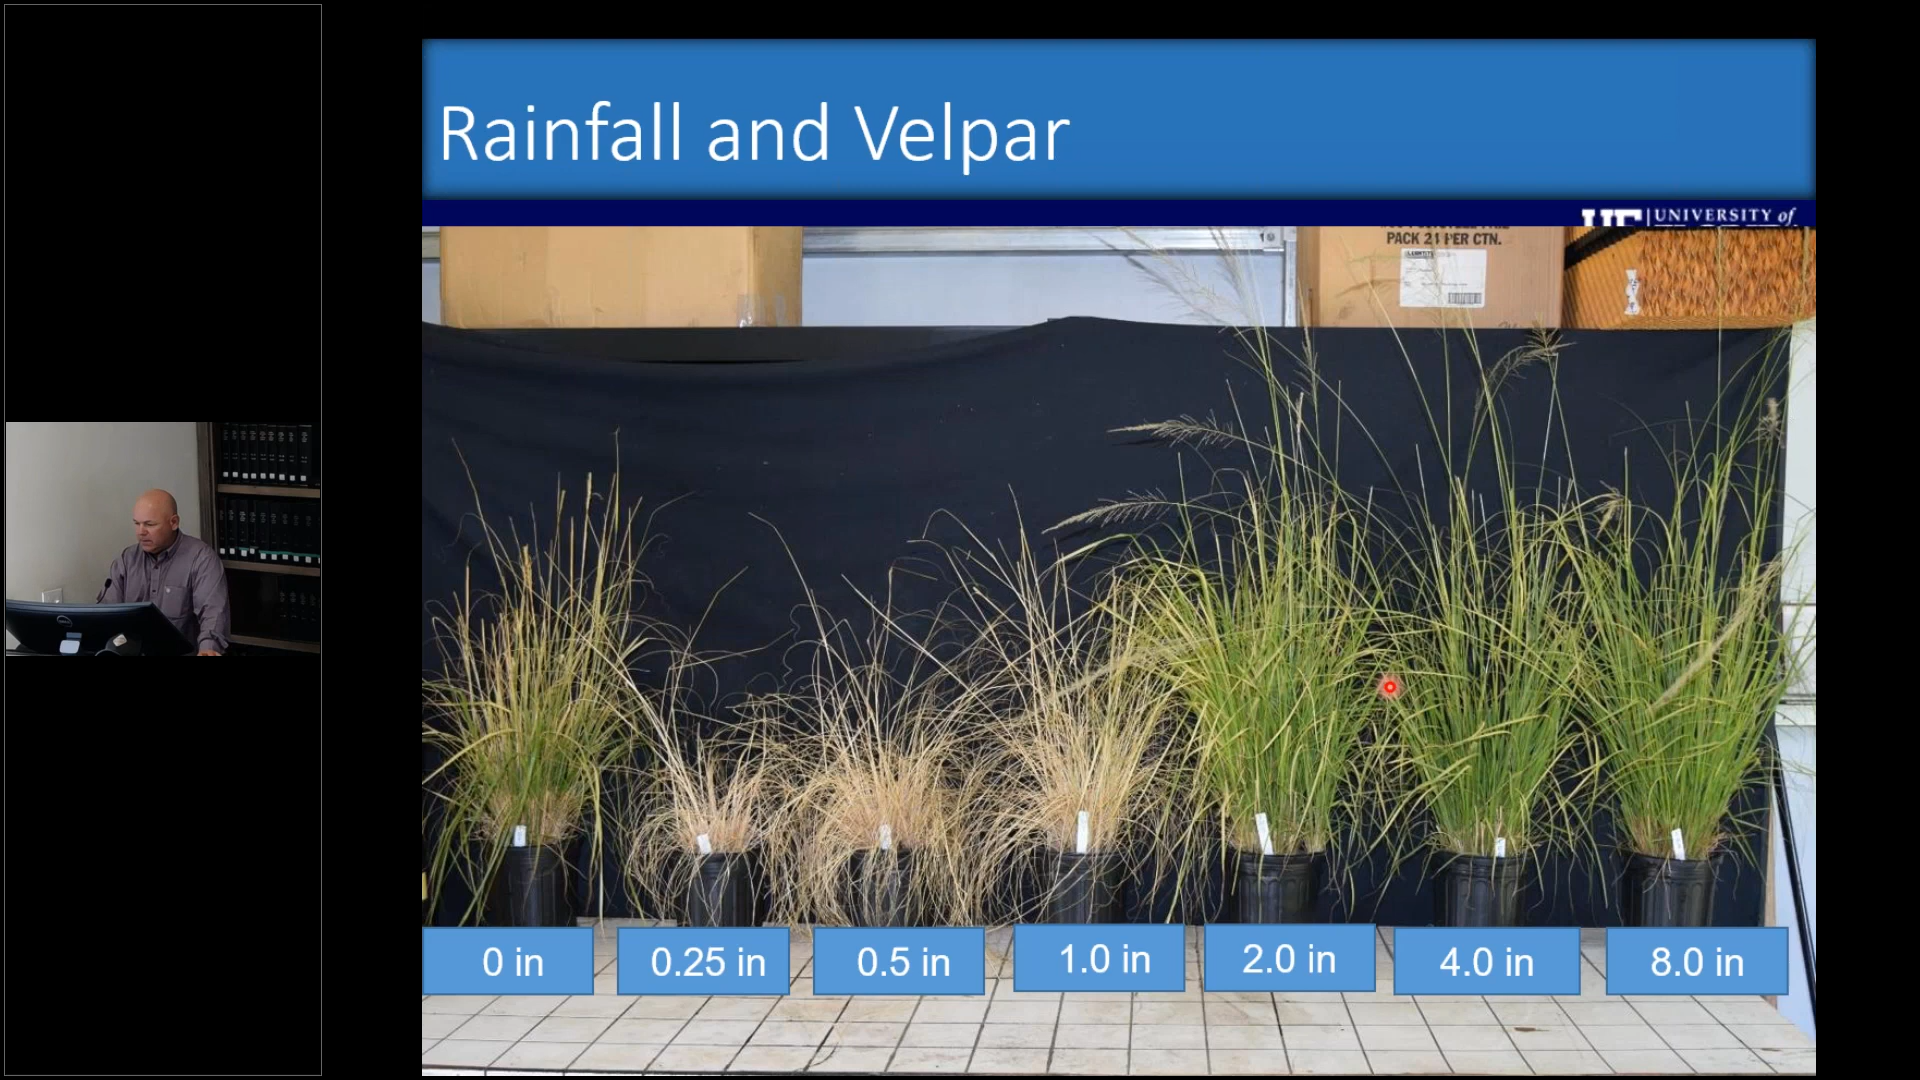 Rainfall and Velpar
UNIVERSITY of
PACK 21 PER CTN.
0 in
0.25 in
0.5 in
1.0 in
2.0 in
4.0 in
8.0 in